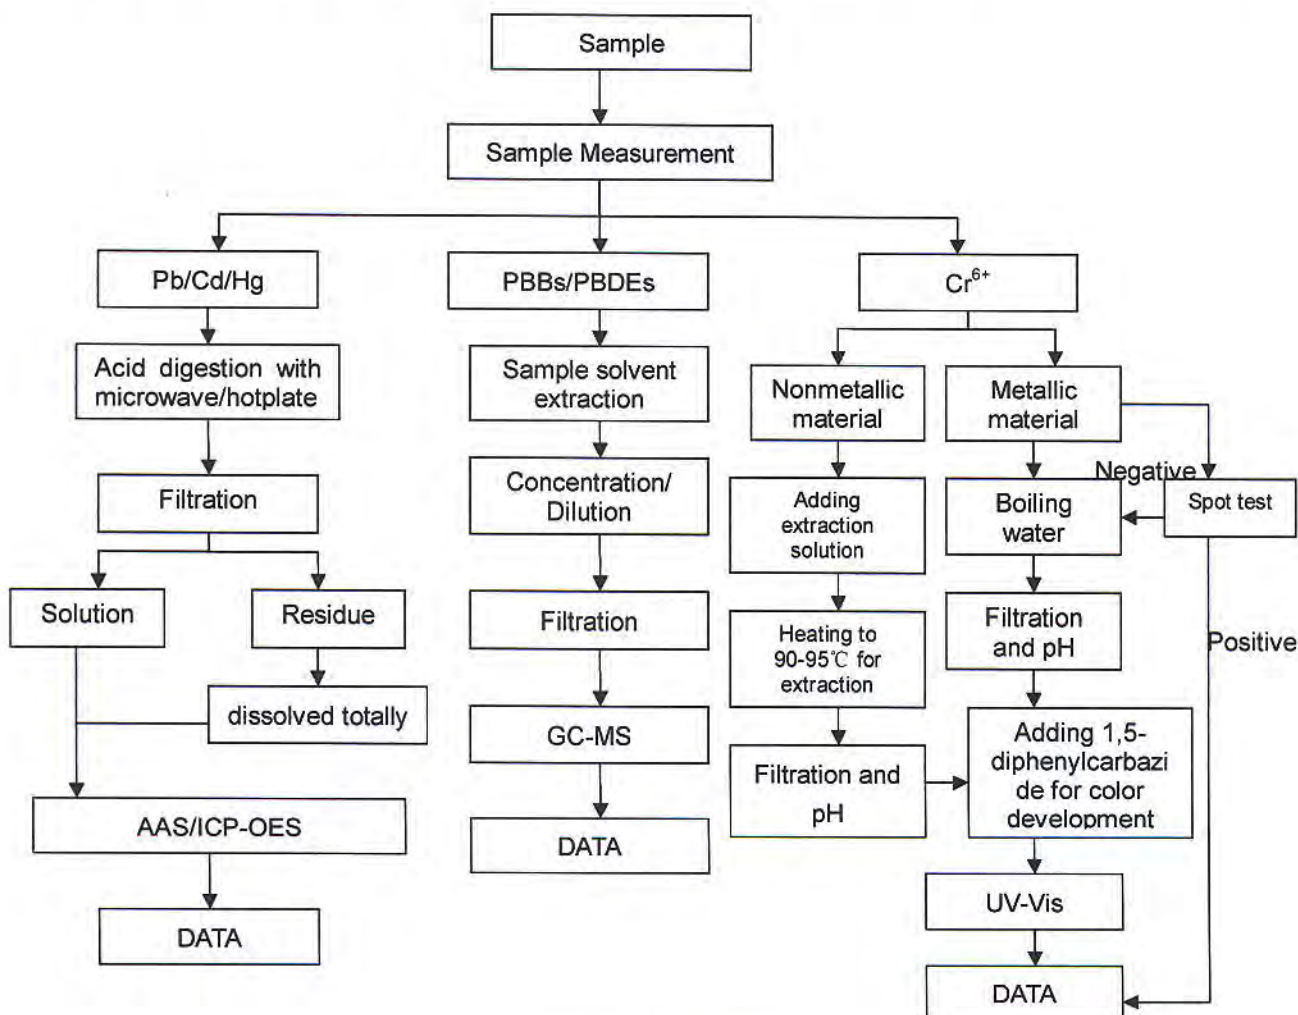 Sample
Sample Measurement
Pb/Cd/Hg
Acid digestion with
microwave/hotplate
Filtration
Solution
Residue
dissolved totally
AAS/ICP-OES
DATA
PBBs/PBDEs
Sample solvent
extraction
Concentration/
Dilution
Filtration
GC-MS
DATA
Cr⁶⁺
Nonmetallic
material
Adding
extraction
solution
Heating to
90-95℃ for
extraction
Filtration and
pH
Metallic
material
Negative
Spot test
Boiling
water
Filtration
and pH
Positive
Adding 1,5-
diphenylcarbazi
de for color
development
UV-Vis
DATA